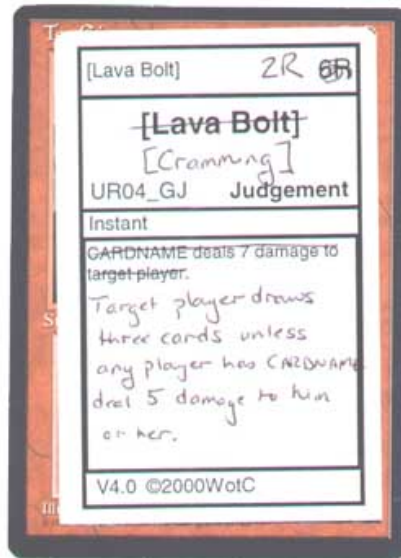 [Lava Bolt] 2R 6R
[Lava Bolt]
[Cramming]
UR04_GJ Judgement
Instant
CARDNAME deals 7 damage to
target player.
Target player draws
three cards unless
any player has CARDNAME
deal 5 damage to him
or her.
V4.0 ©2000WotC